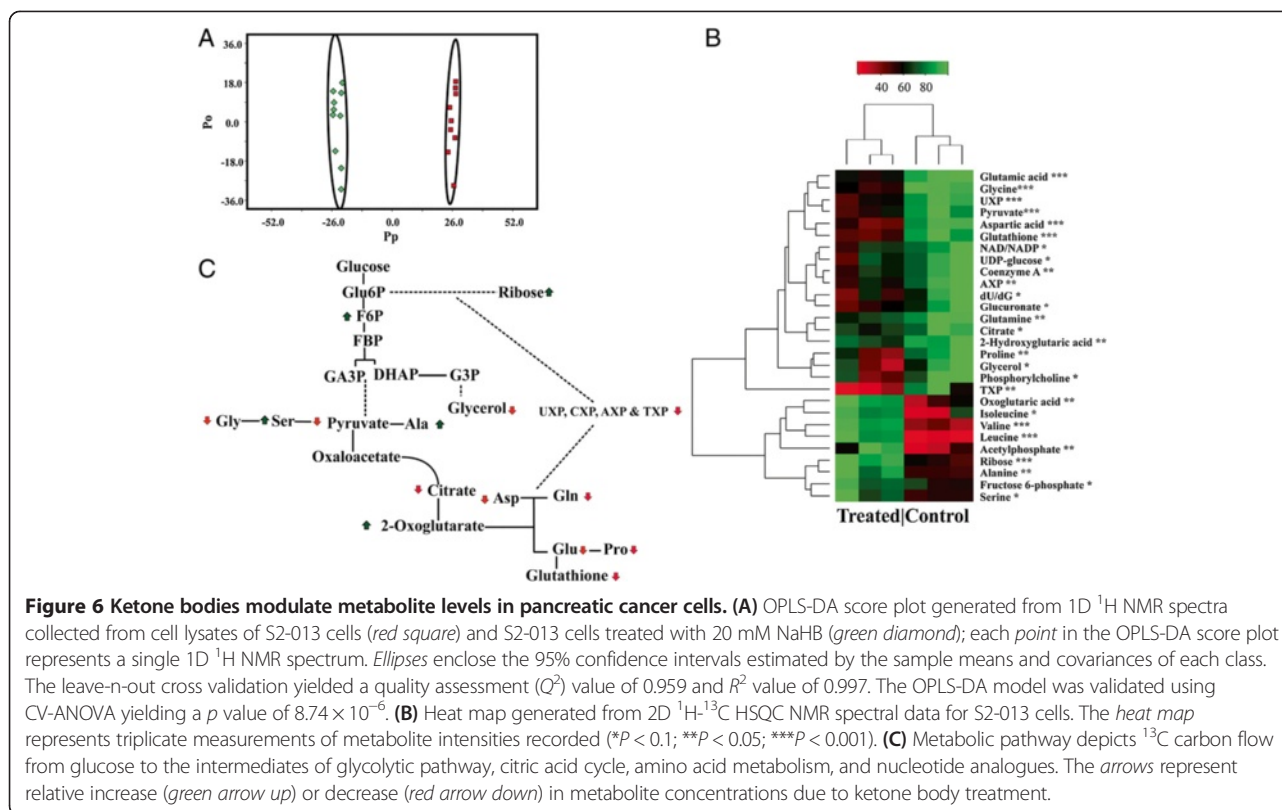 A
36.0
18.0
0.0
-18.0
-36.0
Po
-52.0 -26.0 0.0 26.0 52.0
Pp
B
40 60 80
Glutamic acid ***
Glycine***
UXP ***
Pyruvate***
Aspartic acid ***
Glutathione ***
NAD/NADP *
UDP-glucose *
Coenzyme A **
AXP **
dU/dG *
Glucuronate *
Glutamine **
Citrate *
2-Hydroxyglutaric acid **
Proline **
Glycerol *
Phosphorylcholine *
TXP **
Oxoglutaric acid **
Isoleucine *
Valine ***
Leucine ***
Acetylphosphate **
Ribose ***
Alanine **
Fructose 6-phosphate *
Serine *
Treated|Control
C
Glucose
Glu6P
Ribose
F6P
FBP
GA3P, DHAP G3P
Glycerol
UXP, CXP, AXP & TXP
Gly Ser Pyruvate Ala
Oxaloacetate
Citrate Asp Gln
2-Oxoglutarate
Glu Pro
Glutathione
Figure 6 Ketone bodies modulate metabolite levels in pancreatic cancer cells. (A) OPLS-DA score plot generated from 1D ¹H NMR spectra
collected from cell lysates of S2-013 cells (red square) and S2-013 cells treated with 20 mM NaHB (green diamond); each point in the OPLS-DA score plot
represents a single 1D ¹H NMR spectrum. Ellipses enclose the 95% confidence intervals estimated by the sample means and covariances of each class.
The leave-n-out cross validation yielded a quality assessment (Q²) value of 0.959 and R² value of 0.997. The OPLS-DA model was validated using
CV-ANOVA yielding a p value of 8.74 × 10⁻⁶. (B) Heat map generated from 2D ¹H-¹³C HSQC NMR spectral data for S2-013 cells. The heat map
represents triplicate measurements of metabolite intensities recorded (*P < 0.1; **P < 0.05; ***P < 0.001). (C) Metabolic pathway depicts ¹³C carbon flow
from glucose to the intermediates of glycolytic pathway, citric acid cycle, amino acid metabolism, and nucleotide analogues. The arrows represent
relative increase (green arrow up) or decrease (red arrow down) in metabolite concentrations due to ketone body treatment.